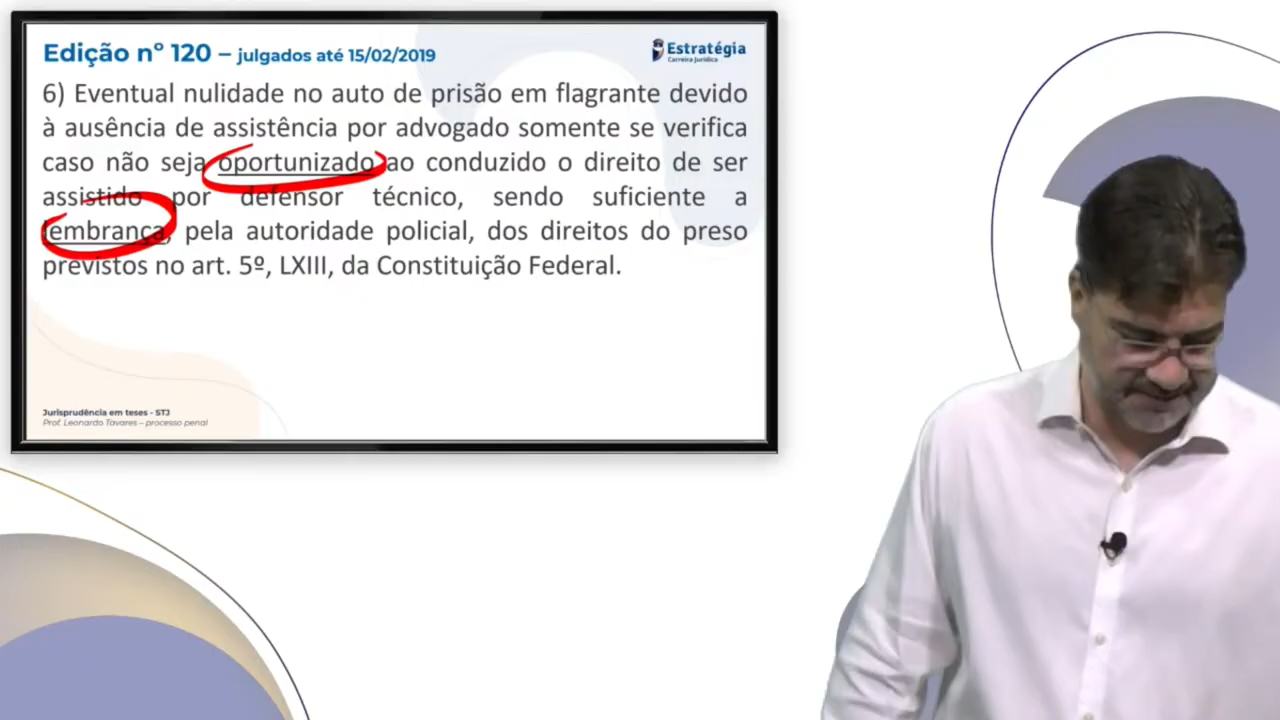 Edição nº 120 – julgados até 15/02/2019
Estratégia
Carreira Jurídica
6) Eventual nulidade no auto de prisão em flagrante devido
à ausência de assistência por advogado somente se verifica
caso não seja oportunizado ao conduzido o direito de ser
assistido por defensor técnico, sendo suficiente a
lembrança, pela autoridade policial, dos direitos do preso
previstos no art. 5º, LXIII, da Constituição Federal.
Jurisprudência em teses - STJ
Prof. Leonardo Tavares – processo penal